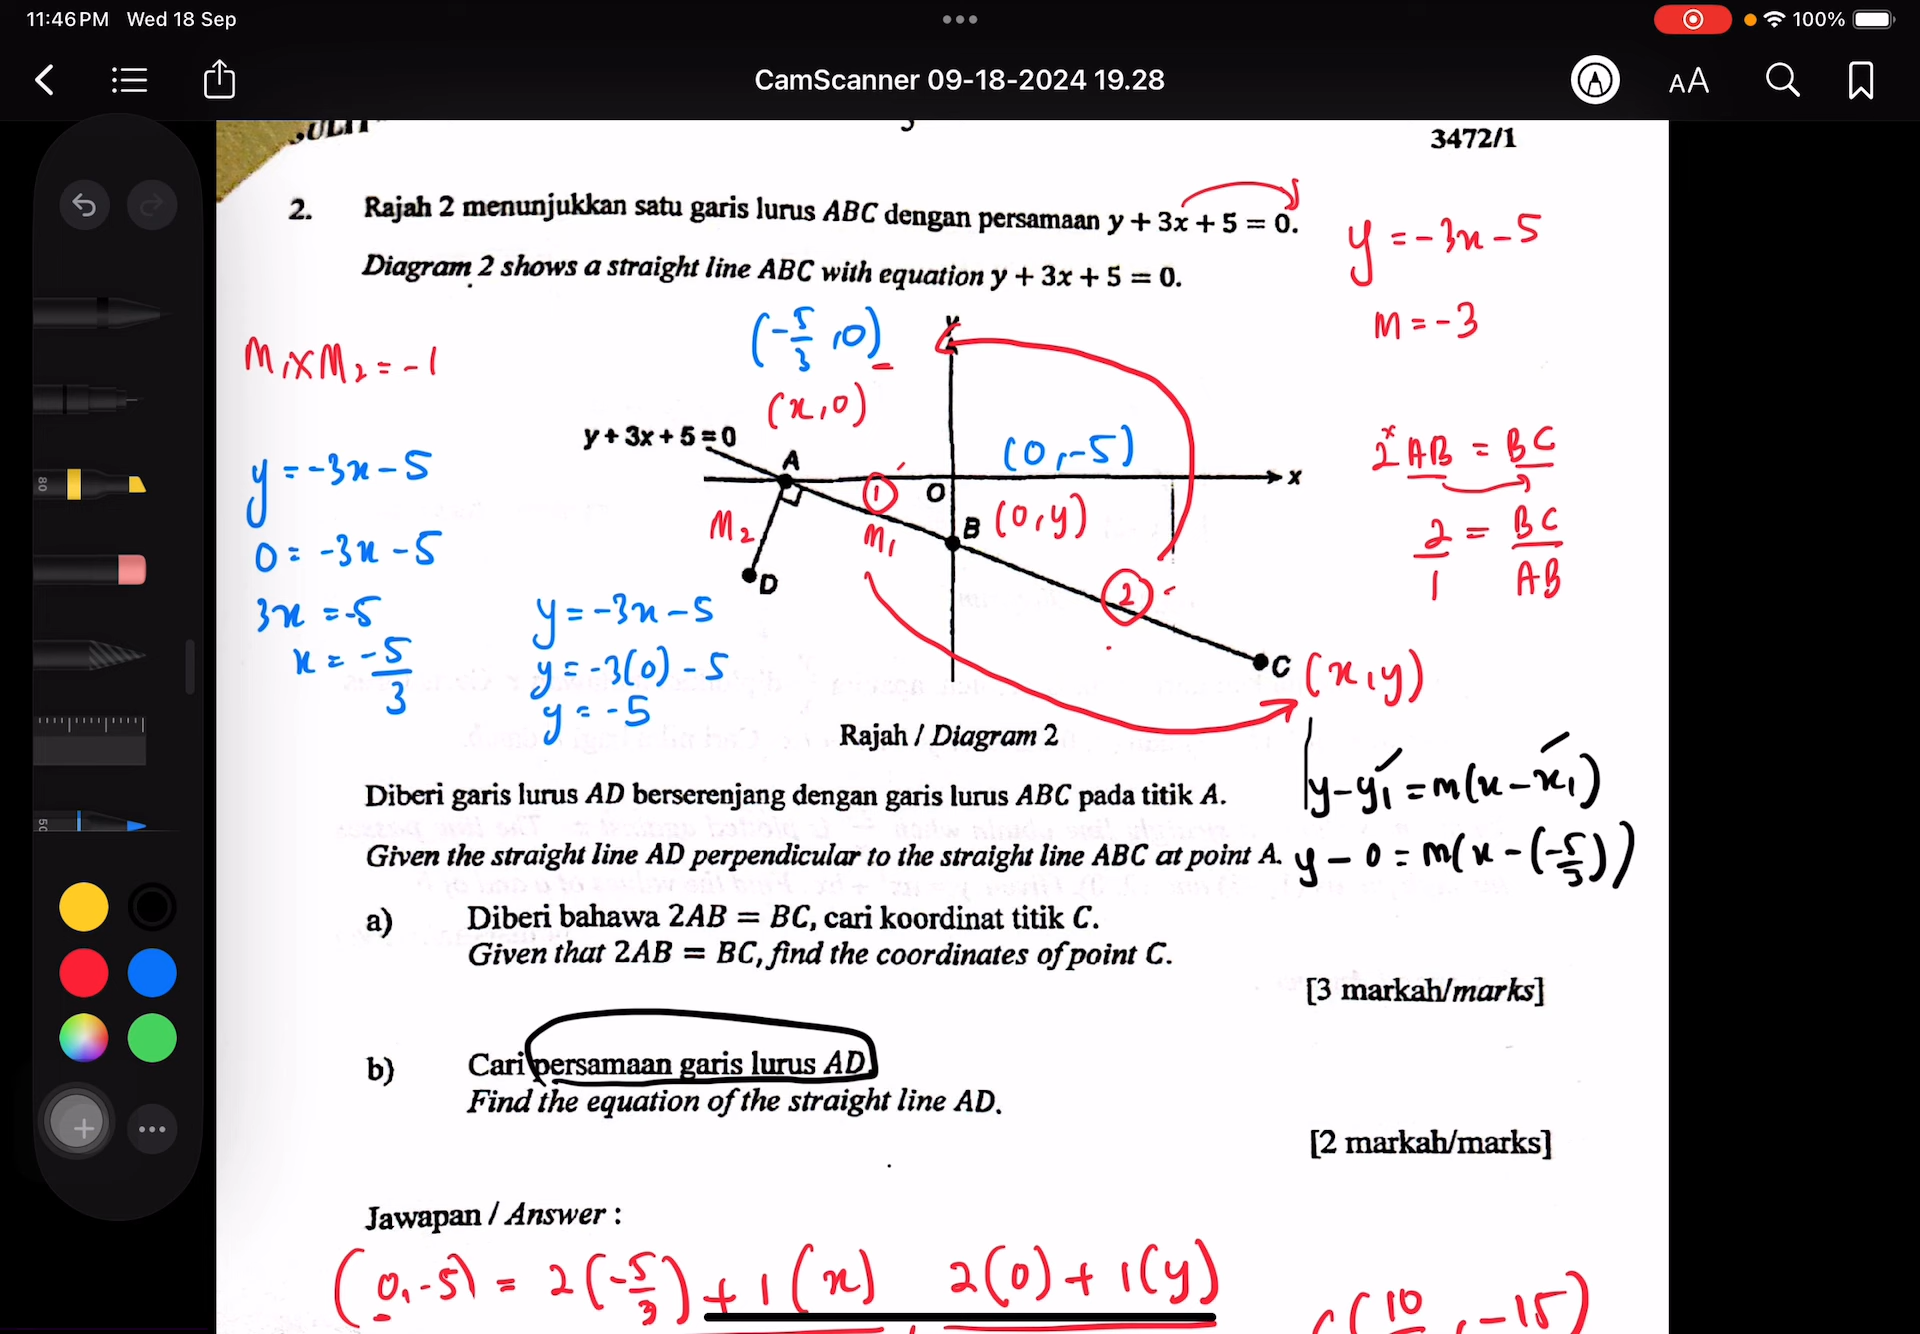 11:46 PM Wed 18 Sep
100%
CamScanner 09-18-2024 19.28
AA
3472/1
2. Rajah 2 menunjukkan satu garis lurus ABC dengan persamaan y + 3x + 5 = 0.
Diagram 2 shows a straight line ABC with equation y + 3x + 5 = 0.
y = -3x - 5
m = -3
m₁ x m₂ = -1
(-5/3, 0)
(x, 0)
y + 3x + 5 = 0
A
y
(0, -5)
x
O
B (0, y)
1
m₁
m₂
D
2
C (x, y)
2 x AB = BC
2/1 = BC/AB
y = -3x - 5
0 = -3x - 5
3x = -5
x = -5/3
y = -3x - 5
y = -3(0) - 5
y = -5
Rajah / Diagram 2
y - y₁ = m(x - x₁)
y - 0 = m(x - (-5/3))
Diberi garis lurus AD berserenjang dengan garis lurus ABC pada titik A.
Given the straight line AD perpendicular to the straight line ABC at point A.
a) Diberi bahawa 2AB = BC, cari koordinat titik C.
Given that 2AB = BC, find the coordinates of point C.
[3 markah/marks]
b) Cari persamaan garis lurus AD.
Find the equation of the straight line AD.
[2 markah/marks]
Jawapan / Answer :
(0, -5) = 2(-5/3) + 1(x) 2(0) + 1(y)
(10 , -15)
80
50